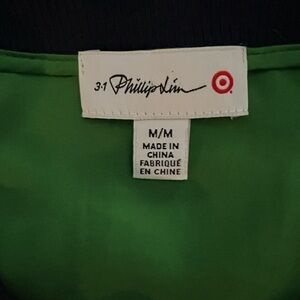 3·1 Phillip Lim
M/M
MADE IN
CHINA
FABRIQUÉ
EN CHINE